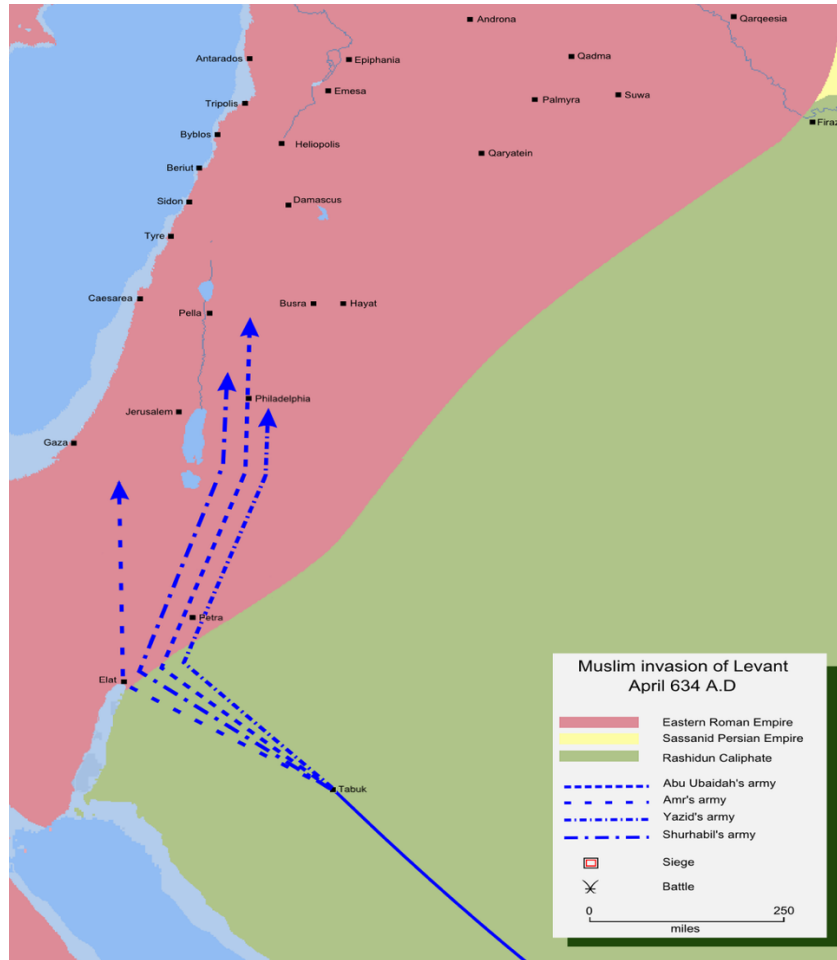 Androna
Qarqeesia
Antarados
Epiphania
Qadma
Emesa
Palmyra
Suwa
Tripolis
Firaz
Byblos
Heliopolis
Qaryatein
Beriut
Sidon
Damascus
Tyre
Caesarea
Busra
Hayat
Pella
Philadelphia
Jerusalem
Gaza
Petra
Elat
Tabuk
Muslim invasion of Levant
April 634 A.D
Eastern Roman Empire
Sassanid Persian Empire
Rashidun Caliphate
Abu Ubaidah's army
Amr's army
Yazid's army
Shurhabil's army
Siege
Battle
0 250
miles